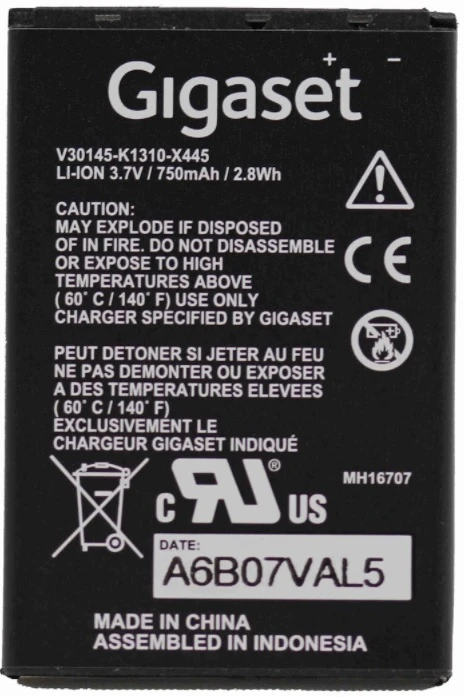 + -
Gigaset
V30145-K1310-X445
LI-ION 3.7V / 750mAh / 2.8Wh
CAUTION:
MAY EXPLODE IF DISPOSED
OF IN FIRE. DO NOT DISASSEMBLE
OR EXPOSE TO HIGH
TEMPERATURES ABOVE
( 60° C / 140° F) USE ONLY
CHARGER SPECIFIED BY GIGASET
PEUT DETONER SI JETER AU FEU
NE PAS DEMONTER OU EXPOSER
A DES TEMPERATURES ELEVEES
( 60° C / 140° F)
EXCLUSIVEMENT LE
CHARGEUR GIGASET INDIQUÉ
CE
MH16707
c RU ® US
DATE:
A6B07VAL5
MADE IN CHINA
ASSEMBLED IN INDONESIA